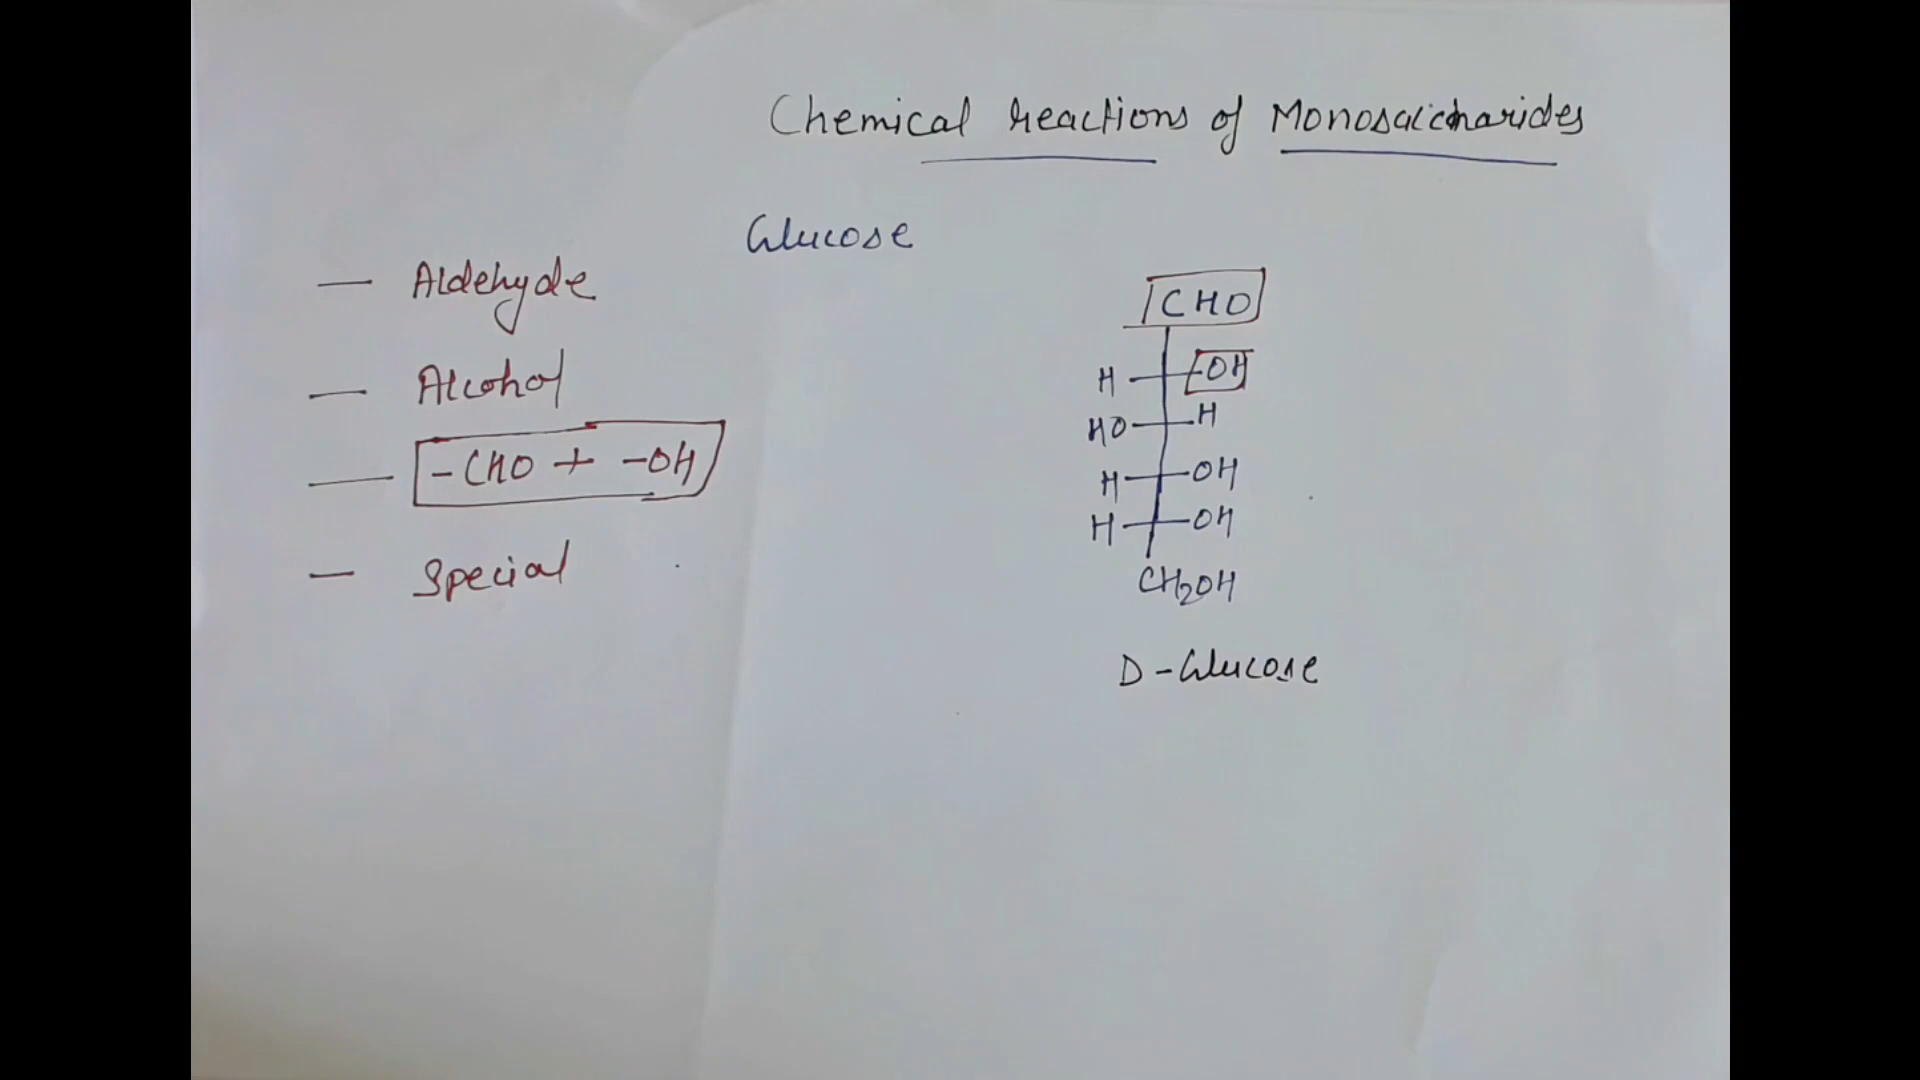 Chemical reactions of Monosaccharides
Glucose
— Aldehyde
— Alcohol
— -CHO + -OH
— Special
CHO
H -OH
HO H
H OH
H OH
CH₂OH
D-Glucose